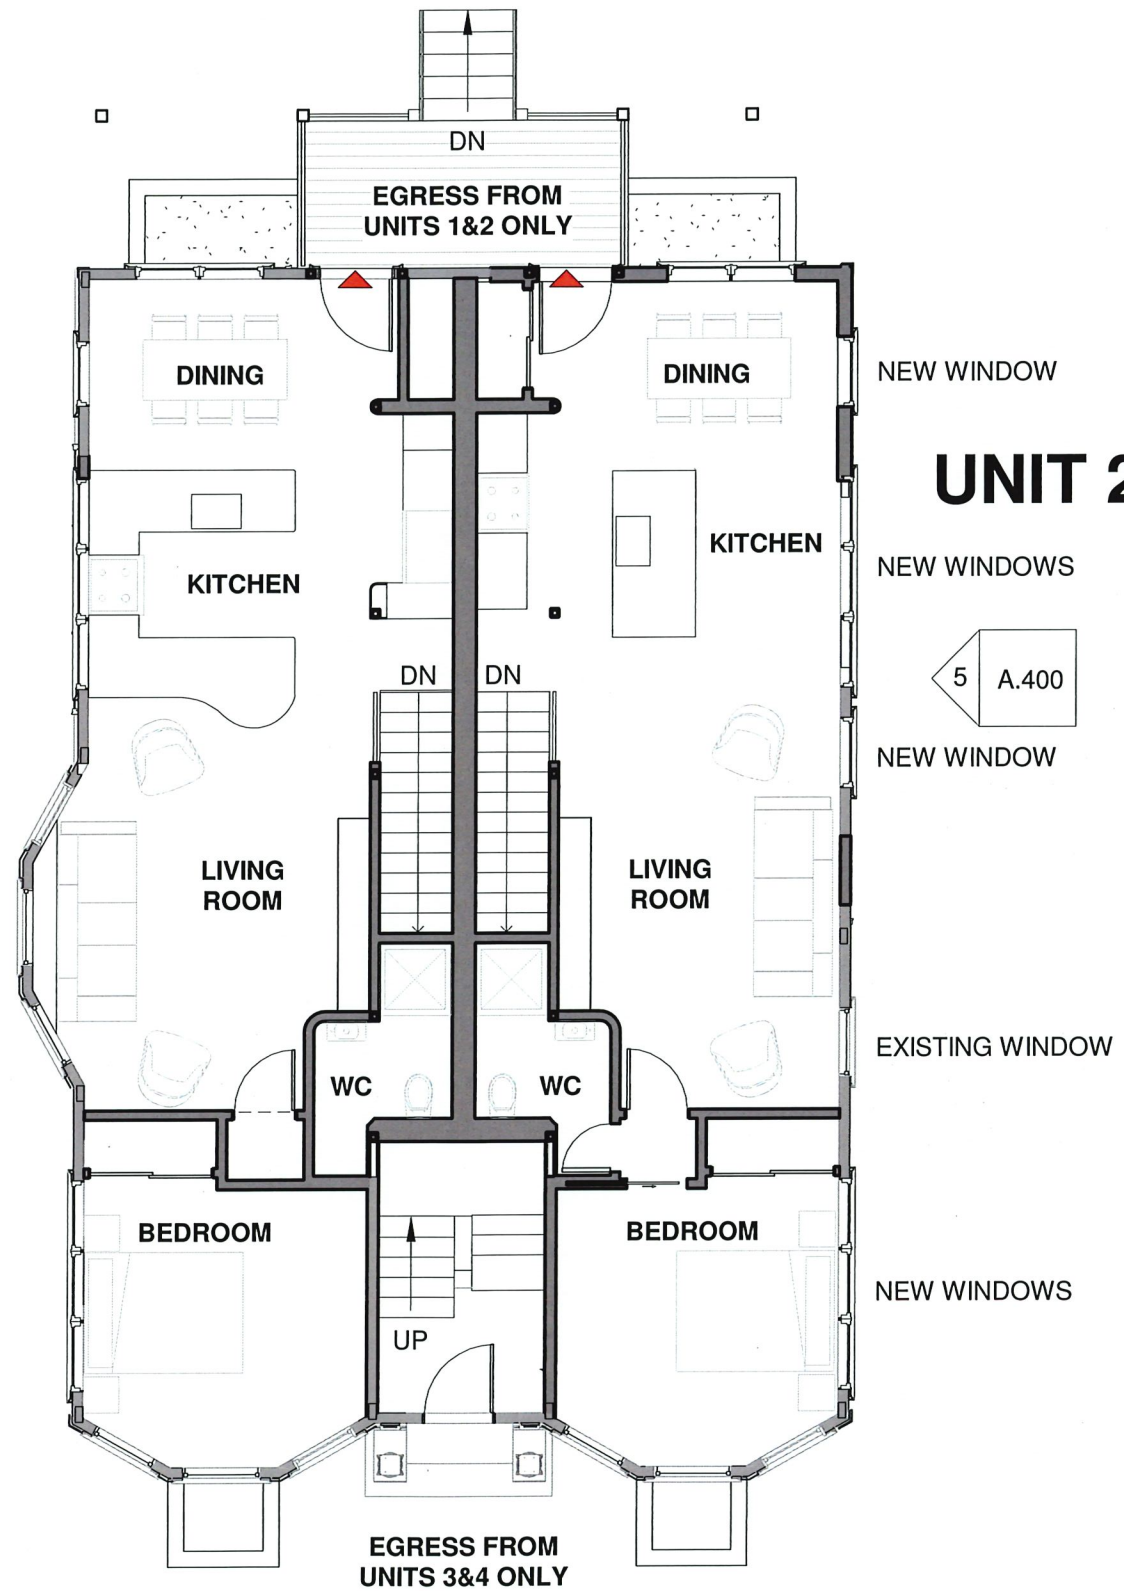 DN
EGRESS FROM
UNITS 1&2 ONLY
DINING
DINING
NEW WINDOW
UNIT 2
KITCHEN
NEW WINDOWS
KITCHEN
5
A.400
DN
DN
NEW WINDOW
LIVING
ROOM
LIVING
ROOM
EXISTING WINDOW
WC
WC
BEDROOM
BEDROOM
NEW WINDOWS
UP
EGRESS FROM
UNITS 3&4 ONLY